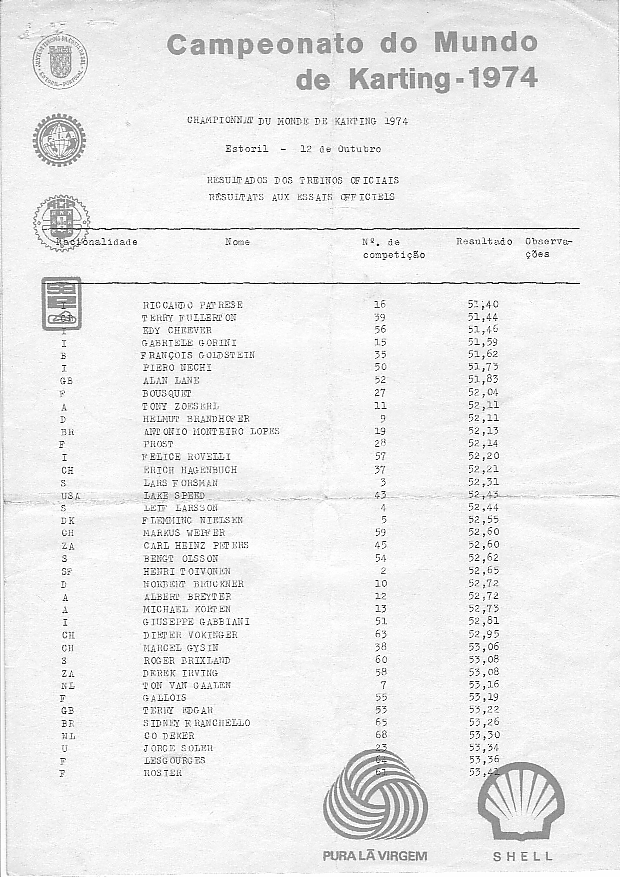 Campeonato do Mundo
de Karting-1974
CHAMPIONNAT DU MONDE DE KARTING 1974
Estoril - 12 de Outubro
RESULTADOS DOS TREINOS OFICIAIS
RÉSULTATS AUX ESSAIS OFFICIELS
Nacionalidade Nome Nº. de competição Resultado Observações
I RICCARDO PATRESE 16 51,40
TERRY FULLERTON 39 51,44
I EDY CHEEVER 56 51,46
I GABRIELE GORINI 15 51,59
B FRANÇOIS GOLDSTEIN 35 51,62
I PIERO NECHI 50 51,73
GB ALAN LANE 52 51,83
F BOUSQUET 27 52,04
A TONY ZOESERL 11 52,11
D HELMUT BRANDHOFER 9 52,11
BR ANTONIO MONTEIRO LOPES 19 52,13
F PROST 28 52,14
I FELICE ROVELLI 57 52,20
CH ERICH HAGENBUCH 37 52,21
S LARS FORSMAN 3 52,31
USA LAKE SPEED 43 52,43
S LEIF LARSSON 4 52,44
DK FLEMMING NIELSEN 5 52,55
CH MARKUS 59 52,60
ZA CARL HEINZ PETERS 45 52,60
S BENGT OLSSON 54 52,62
SF HENRI TOIVONEN 2 52,65
D NORBERT BRUCKNER 10 52,72
A ALBERT BREYTER 12 52,72
A MICHAEL KORTEN 13 52,73
I GIUSEPPE GABBIANI 51 52,81
CH DIETER VOKINGER 63 52,95
CH MARCEL GYSIN 38 53,06
S ROGER BRIXLAND 60 53,08
ZA DEREK IRVING 58 53,08
NL TON VAN GAALEN 7 53,16
F GALLOIS 55 53,19
GB TERRY EDGAR 53 53,22
BR SIDNEY FRANCHELLO 65 53,26
NL CO DEKER 68 53,30
U JORGE SOLER 23 53,34
F LESGOURGES 62 53,36
F ROSIER 61
PURA LÃ VIRGEM
SHELL